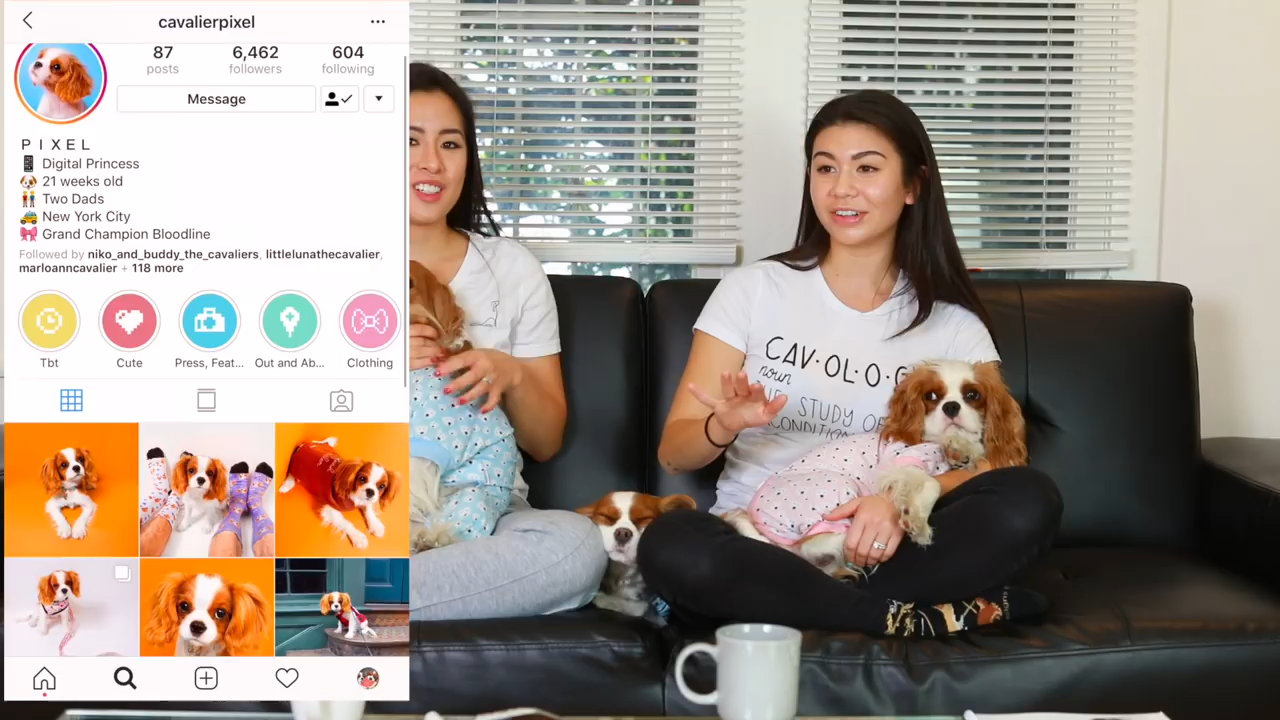 cavalierpixel
87
6,462
604
posts
followers
following
Message
P I X E L
Digital Princess
21 weeks old
Two Dads
New York City
Grand Champion Bloodline
Followed by niko_and_buddy_the_cavaliers, littlelunathecavalier,
marloanncavalier + 118 more
Tbt
Cute
Press, Feat...
Out and Ab...
Clothing
CAV·OL·O·G
noun
STUDY OF
CONDITION